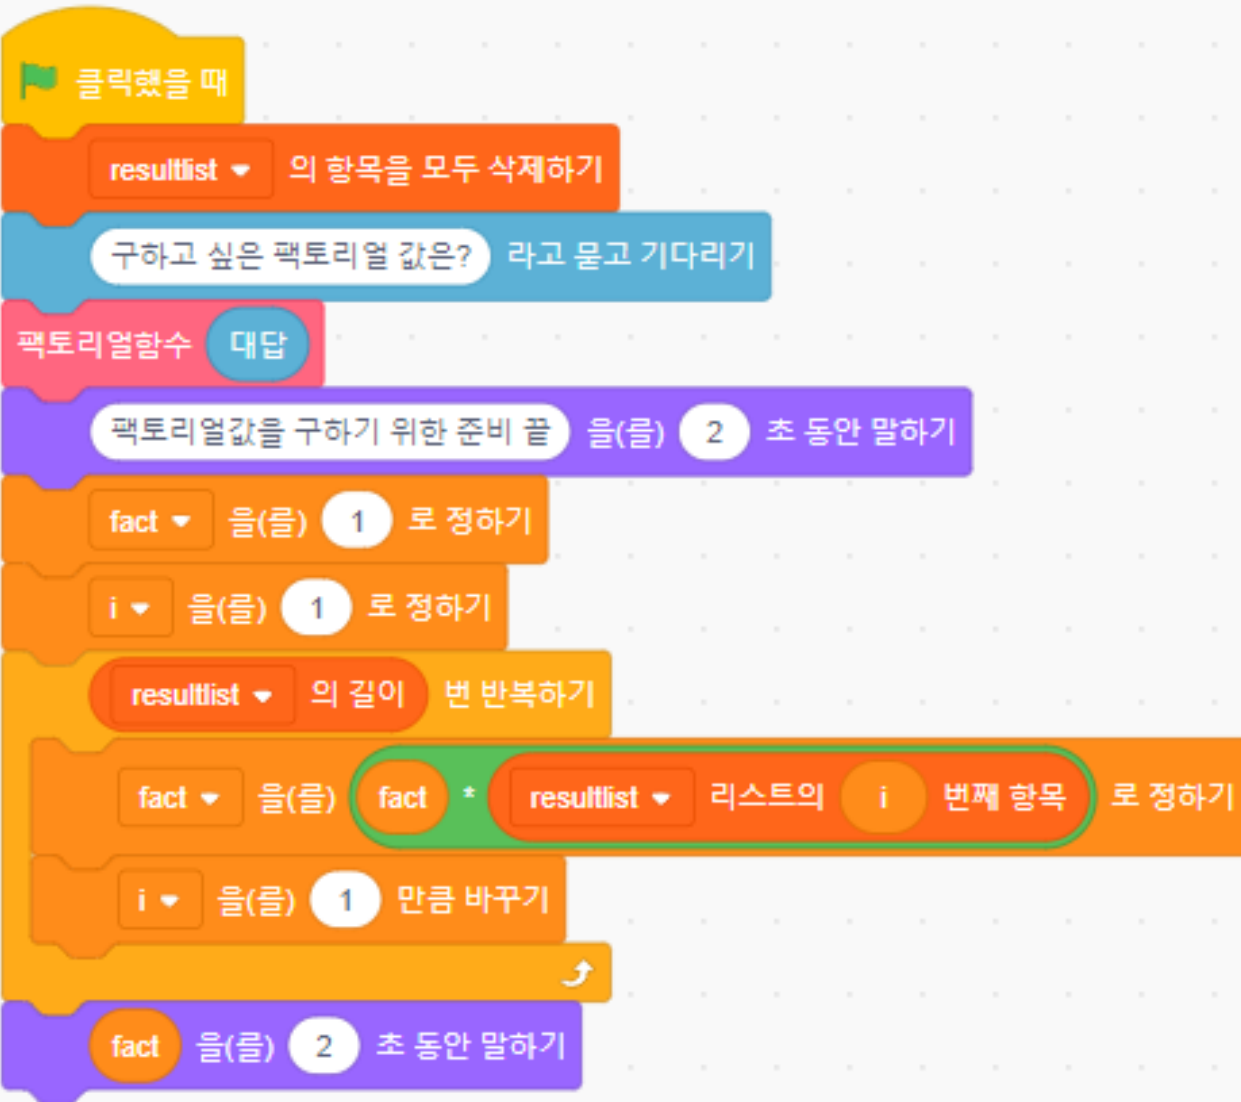 클릭했을 때
resultlist 의 항목을 모두 삭제하기
구하고 싶은 팩토리얼 값은? 라고 묻고 기다리기
팩토리얼함수 대답
팩토리얼값을 구하기 위한 준비 끝 을(를) 2 초 동안 말하기
fact 을(를) 1 로 정하기
i 을(를) 1 로 정하기
resultlist 의 길이 번 반복하기
fact 을(를) fact * resultlist 리스트의 i 번째 항목 로 정하기
i 을(를) 1 만큼 바꾸기
fact 을(를) 2 초 동안 말하기